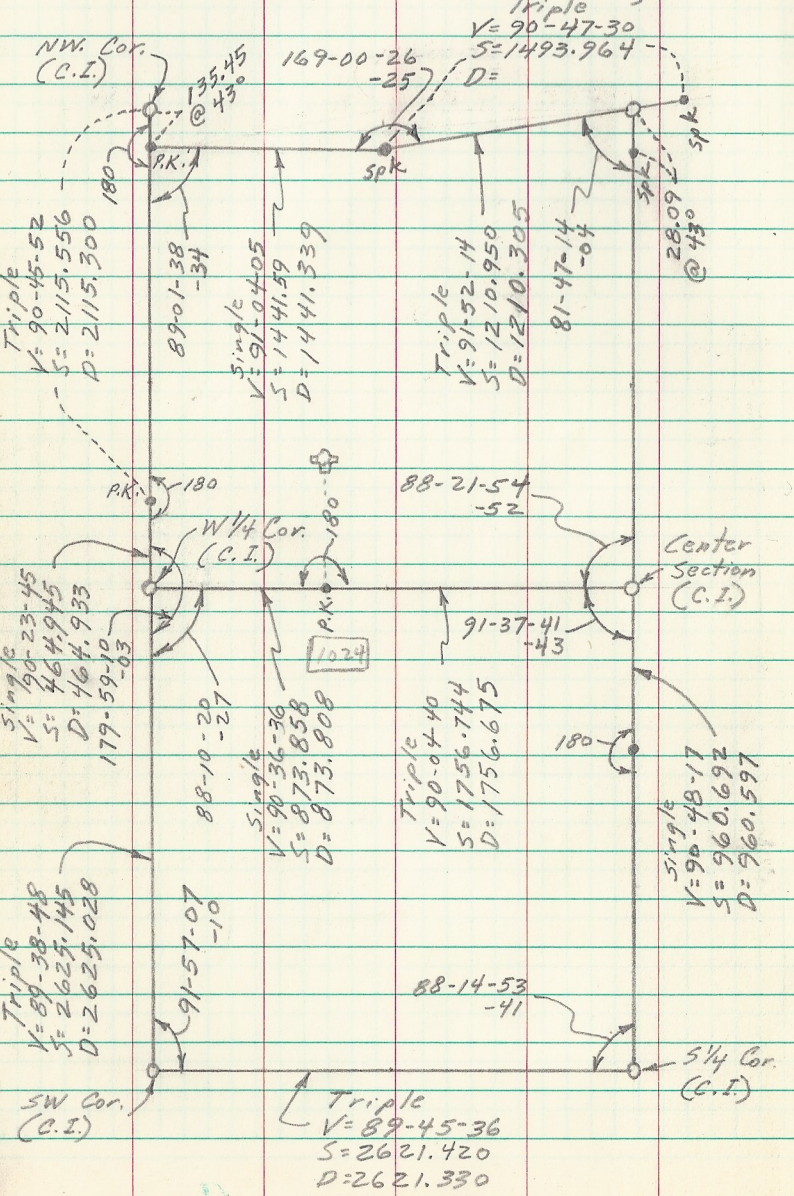 Triple
V= 90-47-30
S=1493.964
D=
NW. Cor.
(C.I.)
135.45
@ 43°
169-00-26
-25
P.K.
spk
spk
spk
28.09
@ 43°
180
Triple
V= 90-45-52
S= 2115.556
D= 2115.300
89-01-38
-34
Single
V= 91-04-05
S= 1441.59
D= 1441.339
Triple
V= 91-52-14
S= 1210.950
D= 1210.305
81-47-14
-04
P.K.
180
W 1/4 Cor.
(C.I.)
180
P.K.
1024
88-21-54
-52
Center
Section
(C.I.)
91-37-41
-43
Single
V= 90-23-45
S= 464.945
D= 464.933
179-59-10
-03
88-10-20
-27
Single
V= 90-36-36
S= 873.858
D= 873.808
Triple
V= 90-04-40
S= 1756.744
D= 1756.675
180
Single
V= 90-48-17
S= 960.692
D= 960.597
Triple
V= 89-38-48
S= 2625.145
D= 2625.028
91-57-07
-10
88-14-53
-41
SW Cor.
(C.I.)
S 1/4 Cor.
(C.I.)
Triple
V= 89-45-36
S= 2621.420
D= 2621.330